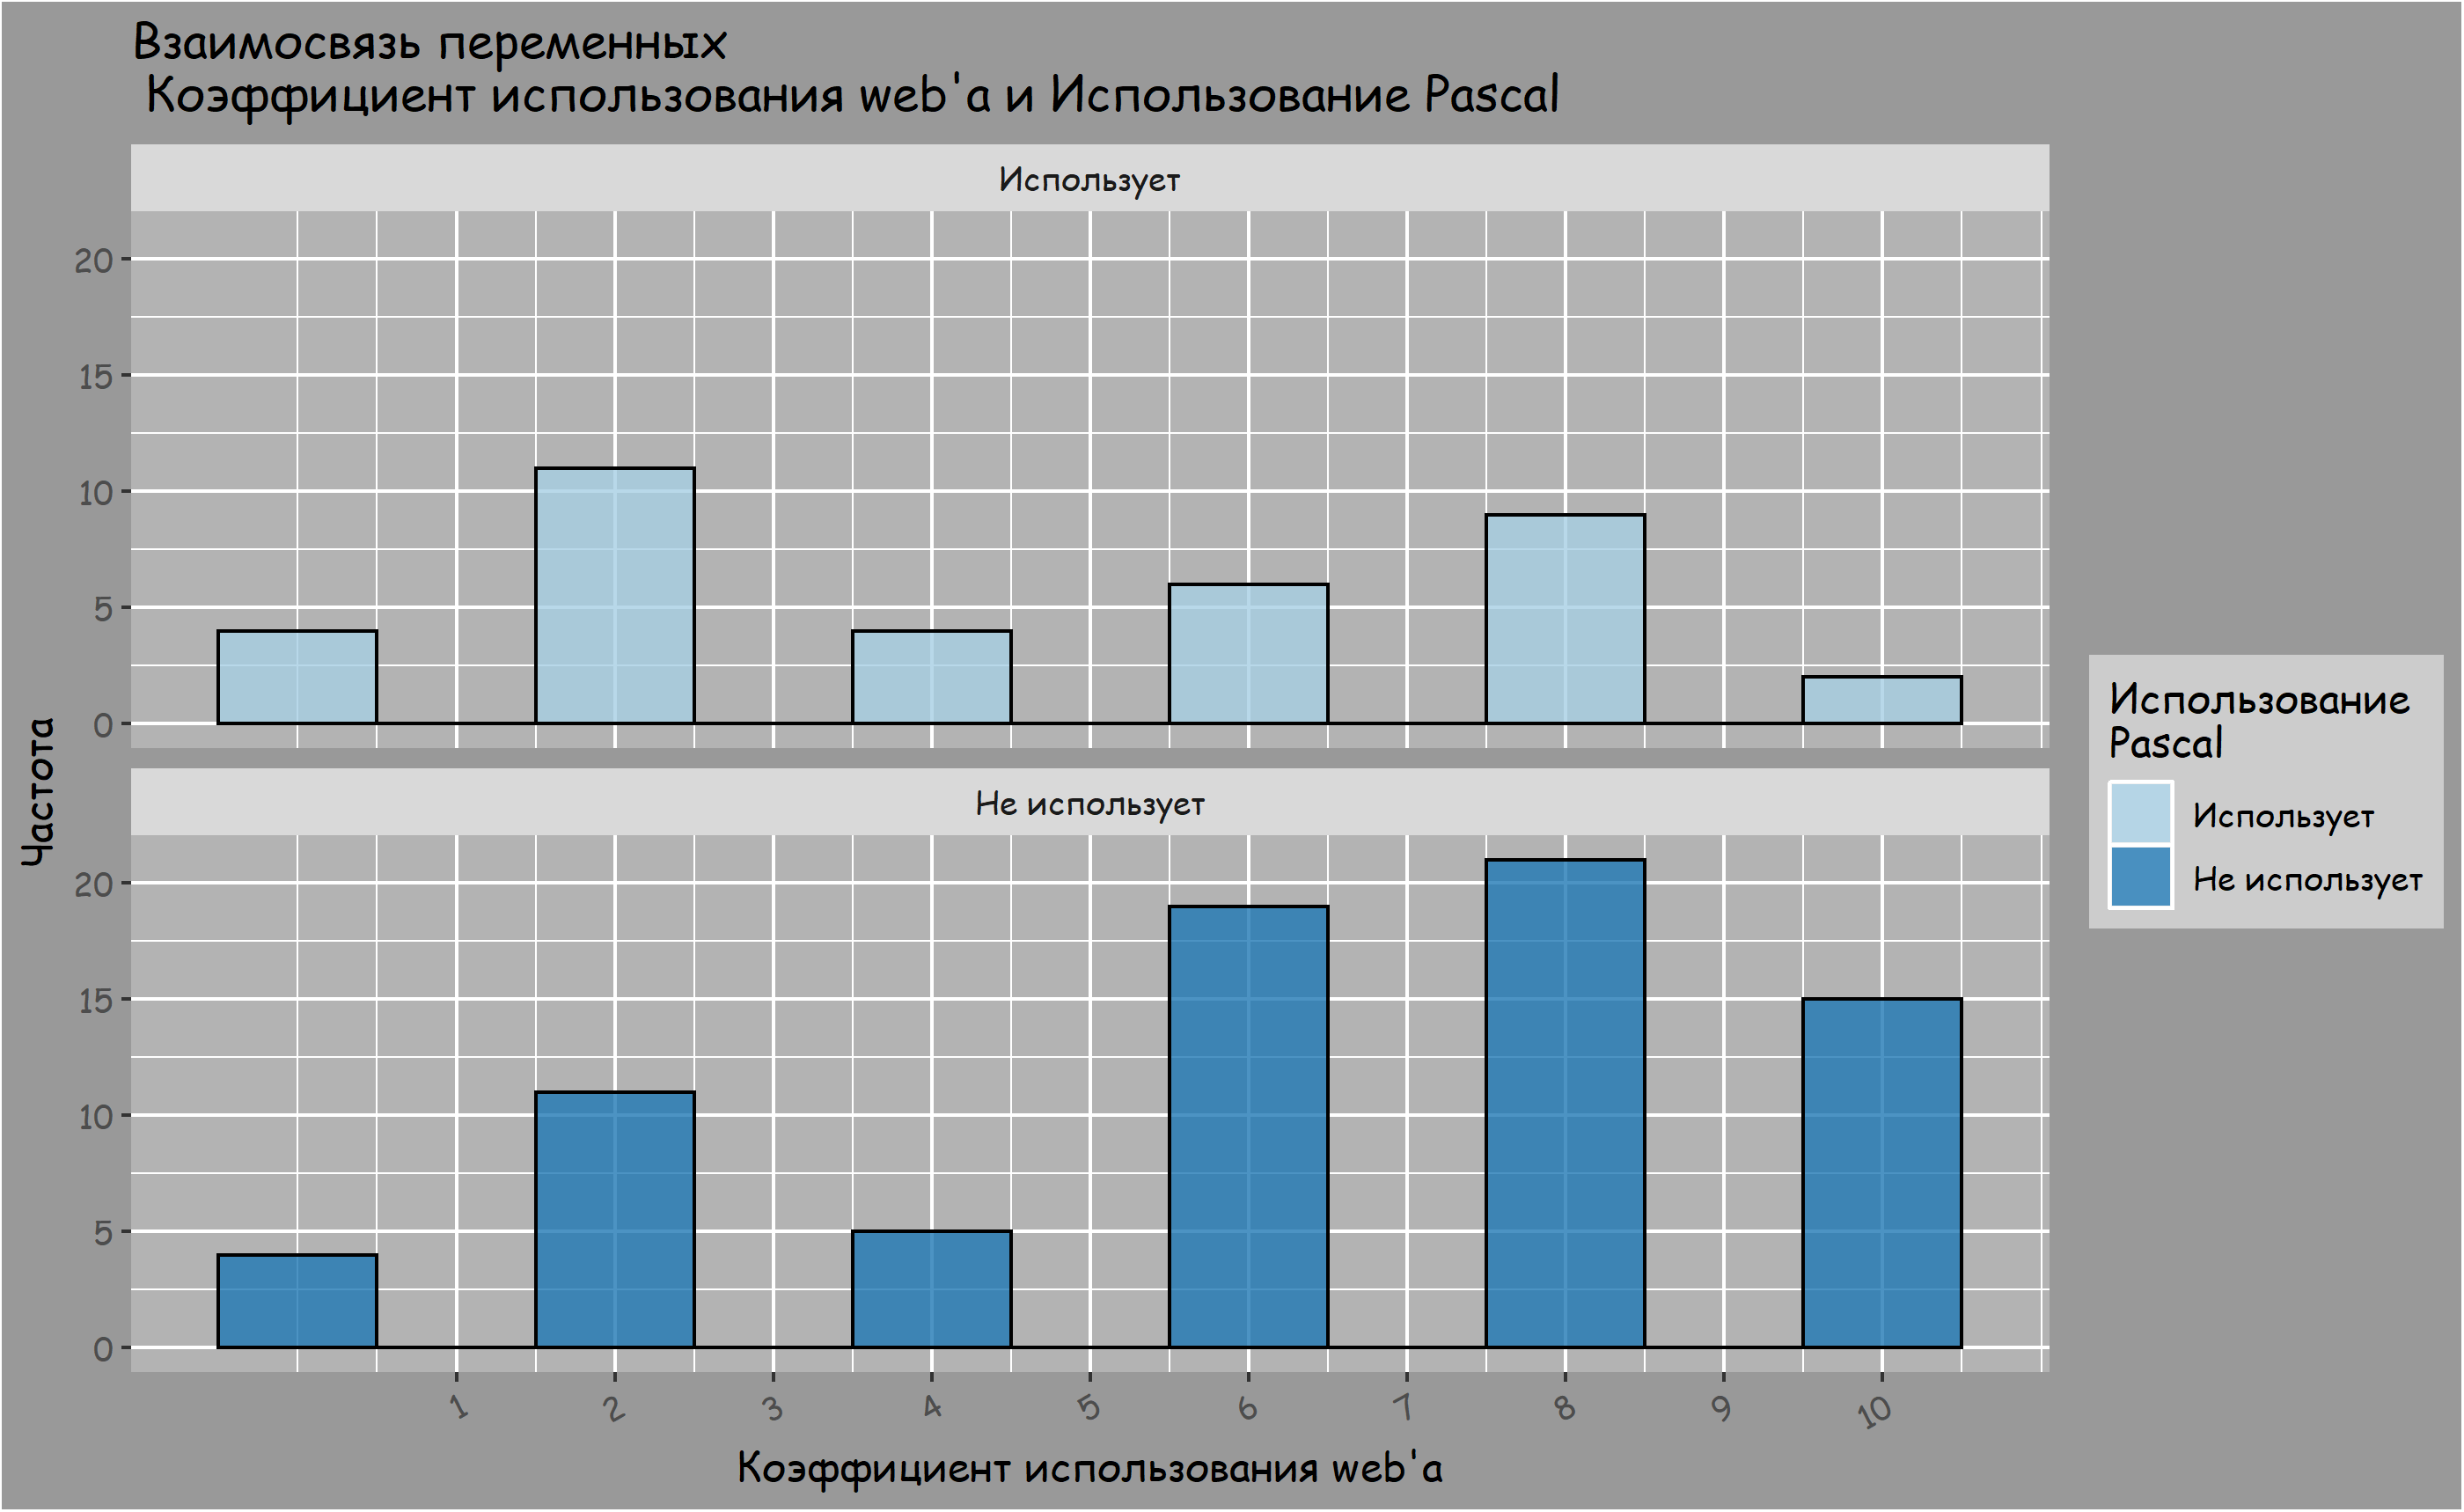 Взаимосвязь переменных
Коэффициент использования web'а и Использование Pascal
Использует
20
15
10
5
0
Не использует
20
15
10
5
0
Частота
1 2 3 4 5 6 7 8 9 10
Коэффициент использования web'а
Использование
Pascal
Использует
Не использует